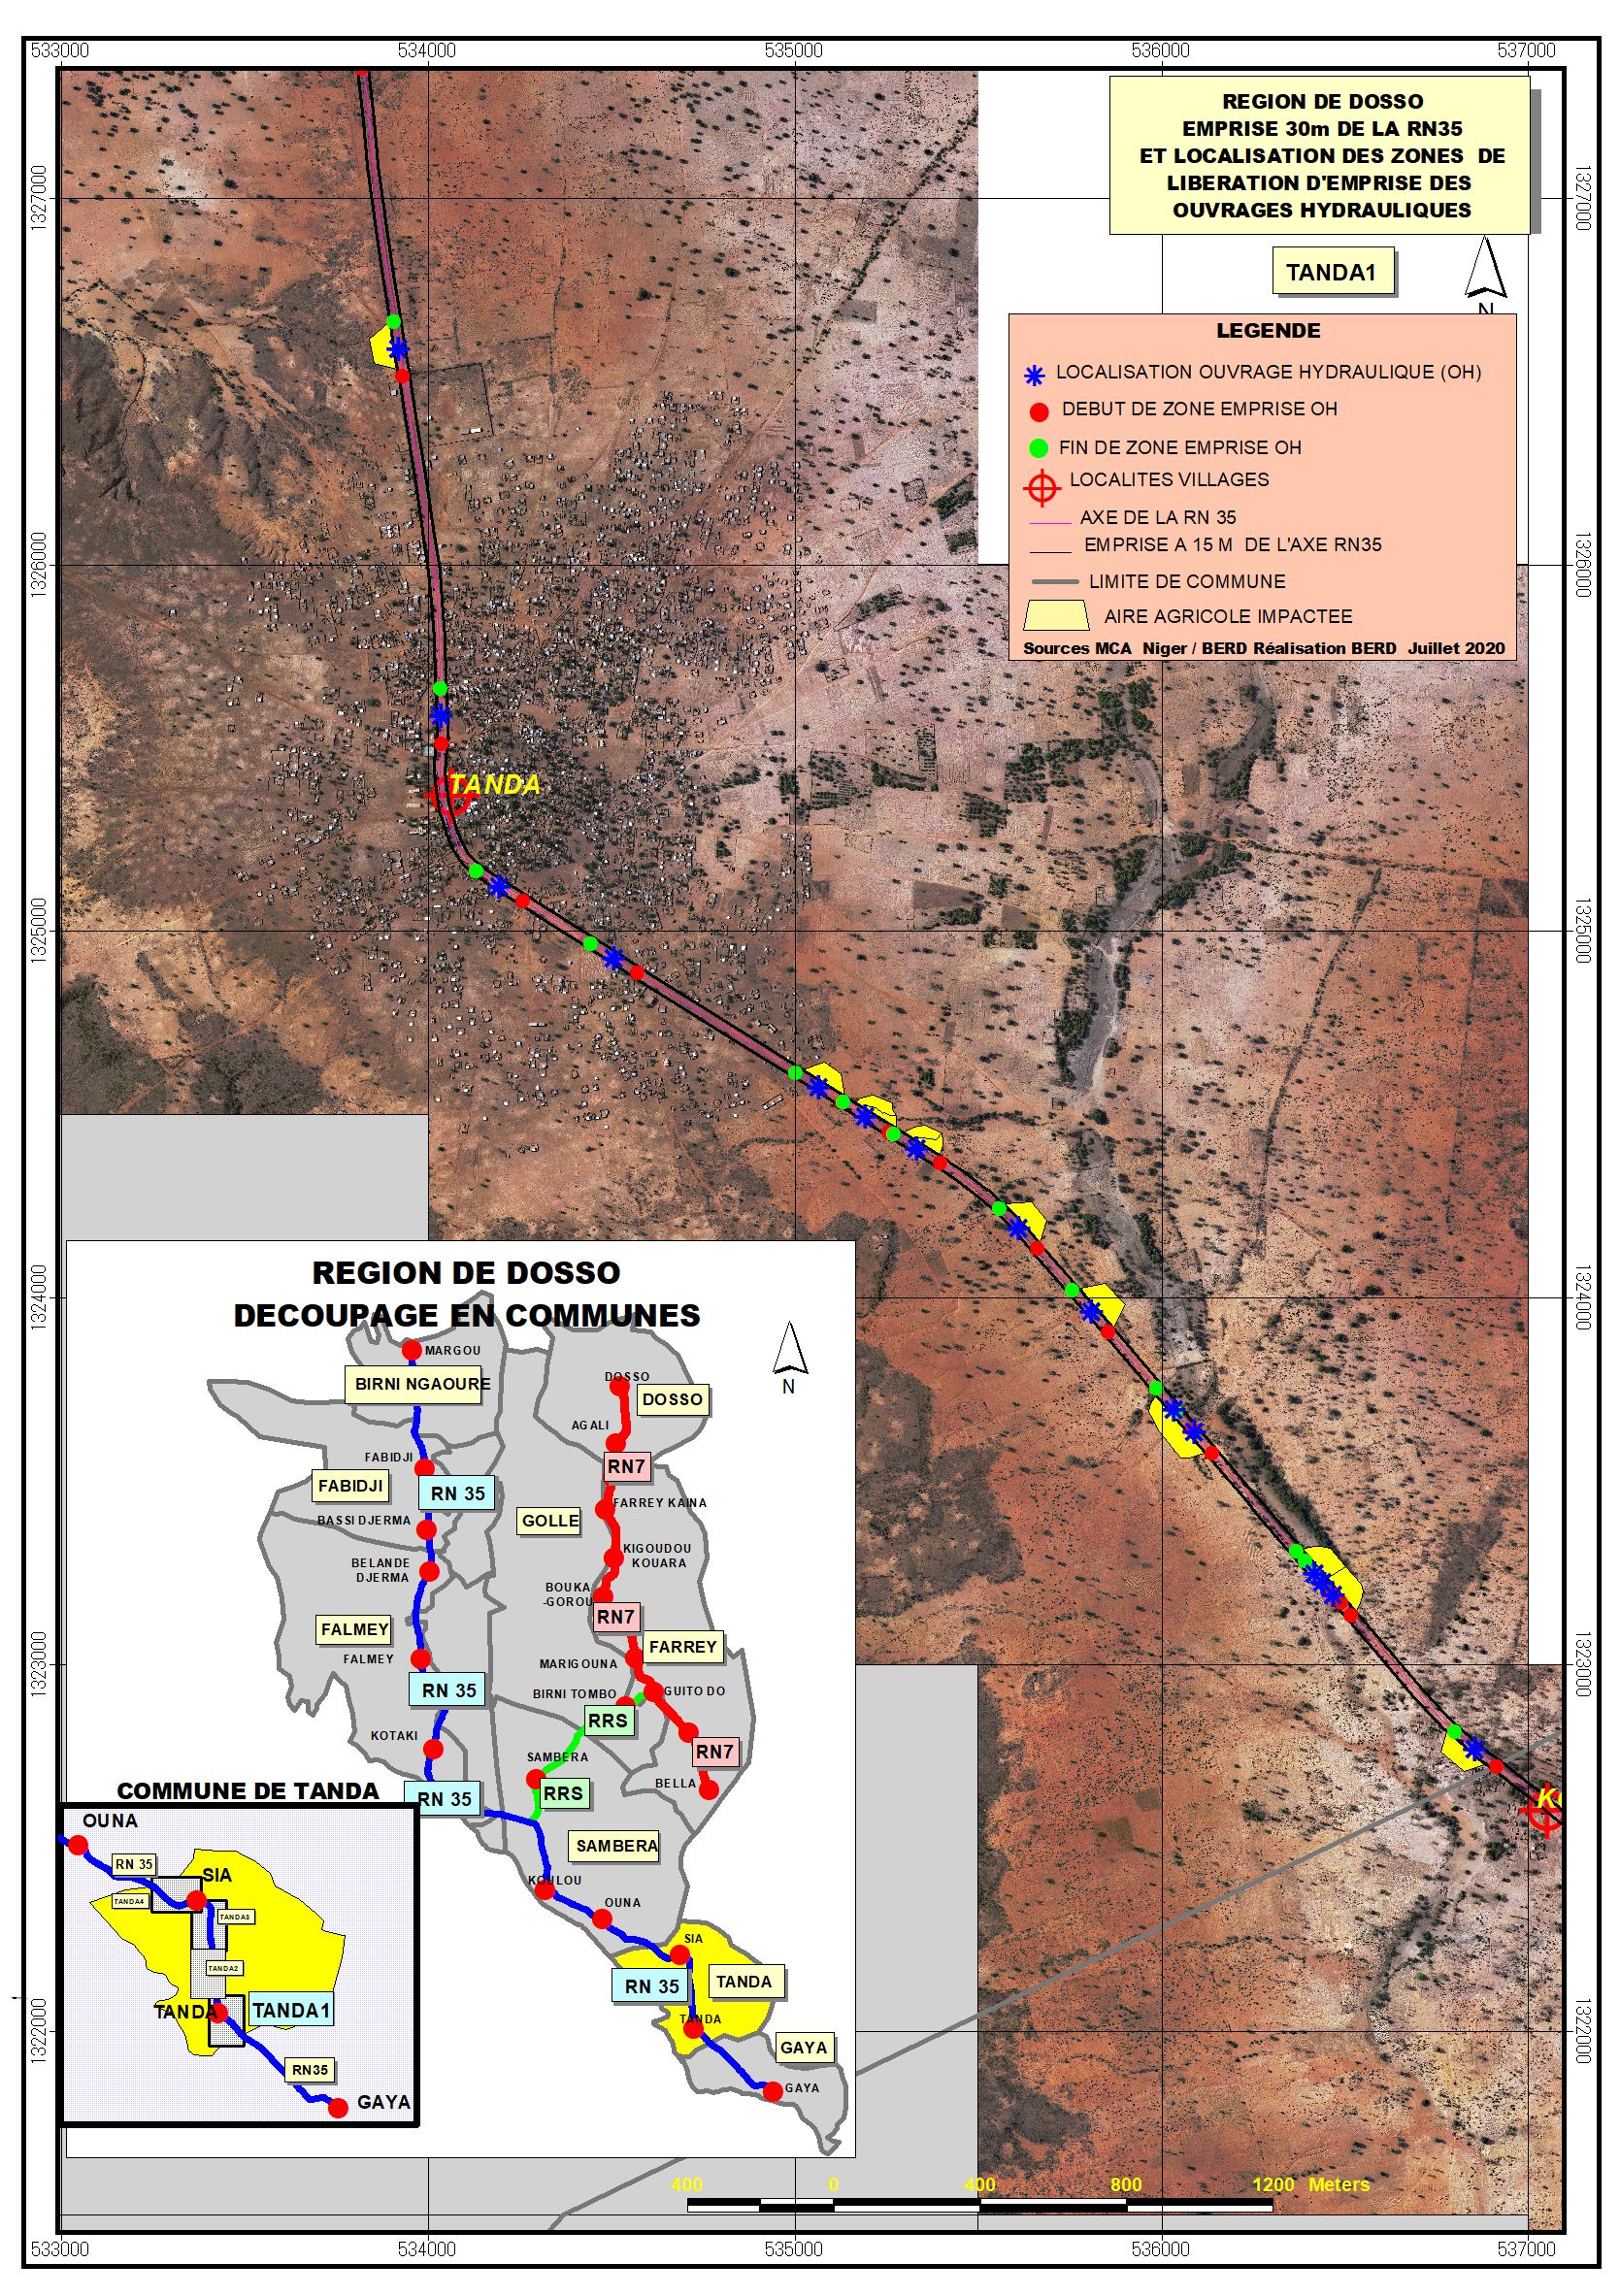 533000
534000
535000
536000
537000
REGION DE DOSSO
EMPRISE 30m DE LA RN35
ET LOCALISATION DES ZONES DE
LIBERATION D'EMPRISE DES
OUVRAGES HYDRAULIQUES
TANDA1
N
LEGENDE
LOCALISATION OUVRAGE HYDRAULIQUE (OH)
DEBUT DE ZONE EMPRISE OH
FIN DE ZONE EMPRISE OH
LOCALITES VILLAGES
AXE DE LA RN 35
EMPRISE A 15 M DE L'AXE RN35
LIMITE DE COMMUNE
AIRE AGRICOLE IMPACTEE
Sources MCA Niger / BERD Réalisation BERD Juillet 2020
1327000
1326000
1325000
1324000
1323000
1322000
1327000
1326000
1325000
1324000
1323000
1322000
TANDA
K
REGION DE DOSSO
DECOUPAGE EN COMMUNES
N
MARGOU
BIRNI NGAOURE
DOSSO
DOSSO
AGALI
FABIDJI
RN7
FABIDJI
RN 35
FARREY KAINA
BASSI DJERMA
GOLLE
KIGOUDOU
KOUARA
BELANDE
DJERMA
BOUKA
-GOROU
RN7
FALMEY
FARREY
FALMEY
MARIGOUNA
RN 35
BIRNI TOMBO
GUITO DO
RRS
KOTAKI
RN7
SAMBERA
BELLA
RRS
RN 35
SAMBERA
KOULOU
OUNA
SIA
RN 35
TANDA
TANDA
GAYA
GAYA
COMMUNE DE TANDA
OUNA
RN 35
SIA
TANDA4
TANDA3
TANDA2
TANDA
TANDA1
RN35
GAYA
400
0
400
800
1200 Meters
533000
534000
535000
536000
537000